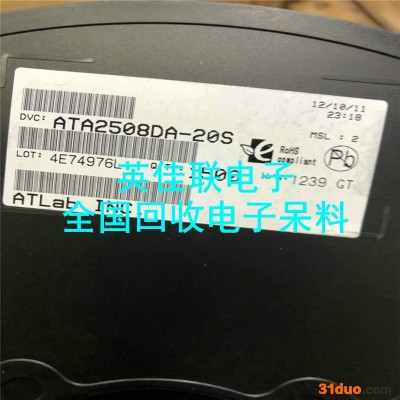 12/10/11
23:18
DVC: ATA2508DA-20S
RoHS
compliant
MSL : 2
Pb
LOT: 4E74976L
1239 GT
英佳联电子
ATLab INC
全国回收电子呆料
31duo.com